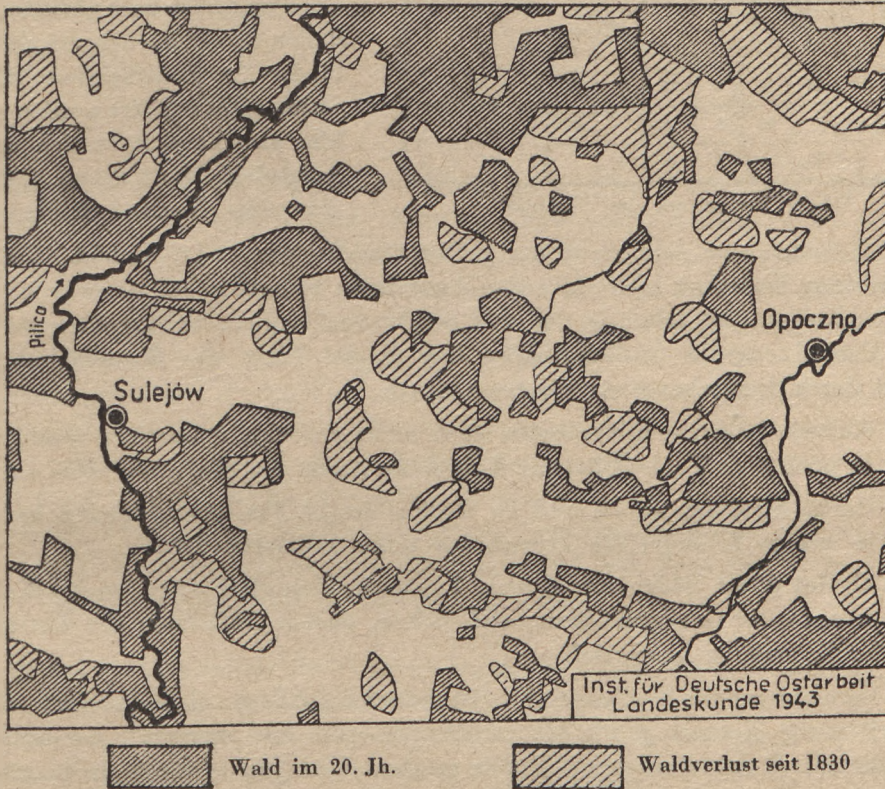 Pilica
Opoczno
Sulejów
Inst. für Deutsche Ostarbeit
Landeskunde 1943
Wald im 20. Jh.
Waldverlust seit 1830